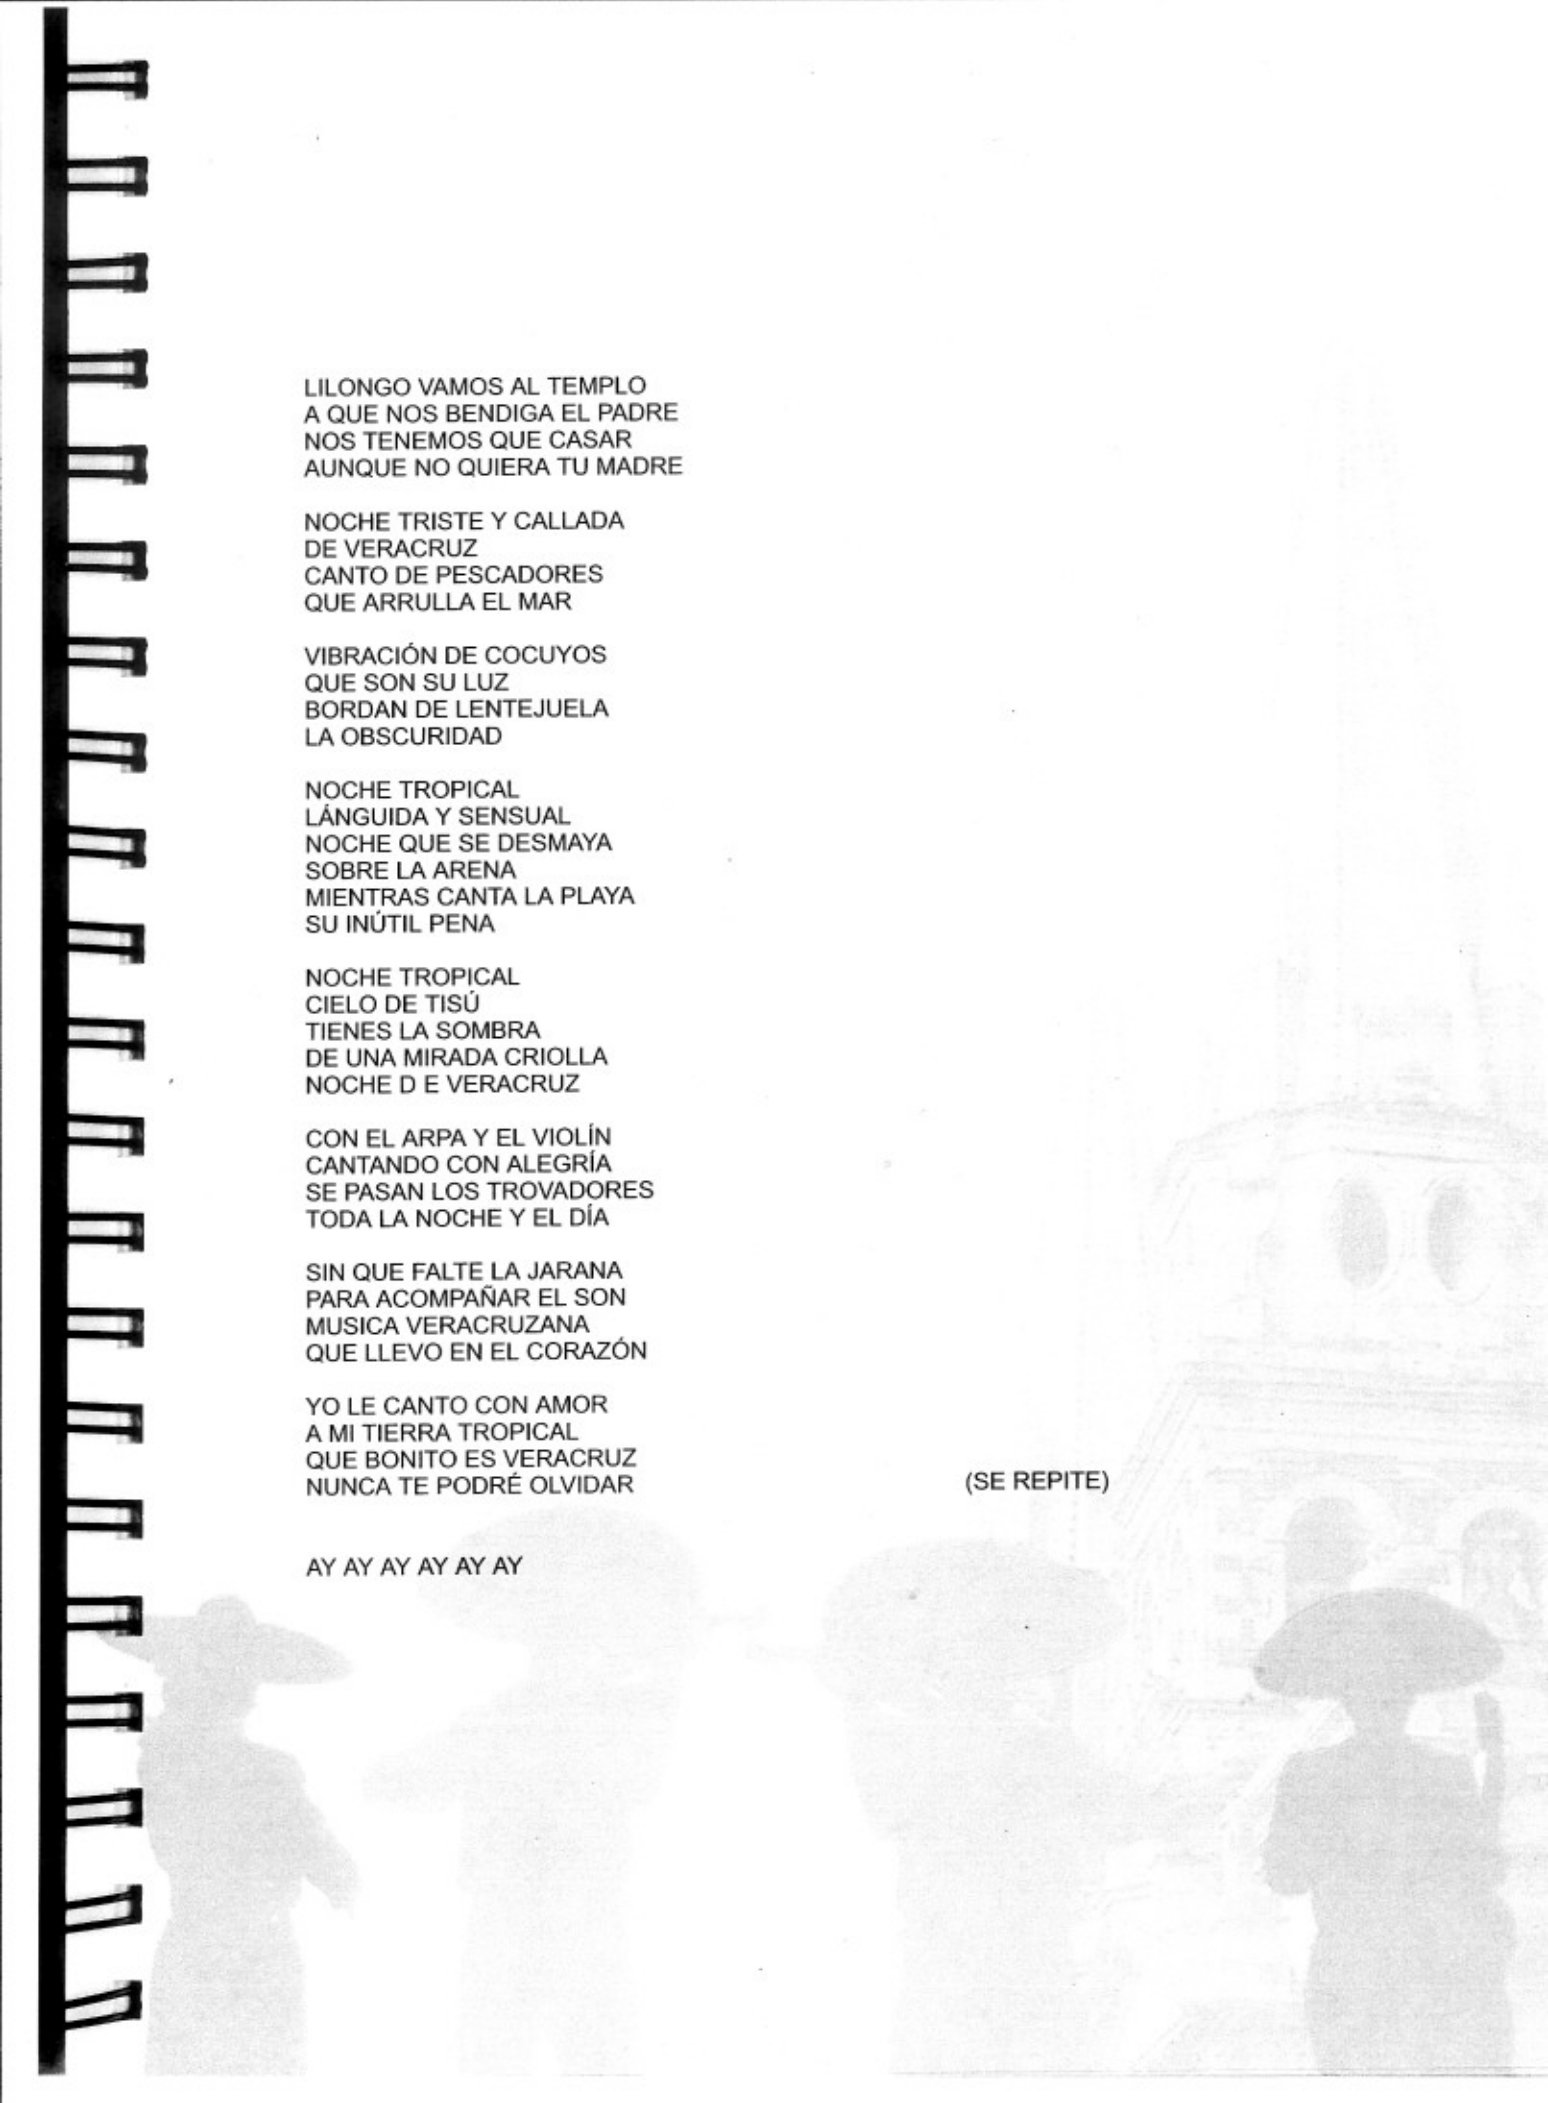 LILONGO VAMOS AL TEMPLO
A QUE NOS BENDIGA EL PADRE
NOS TENEMOS QUE CASAR
AUNQUE NO QUIERA TU MADRE
NOCHE TRISTE Y CALLADA
DE VERACRUZ
CANTO DE PESCADORES
QUE ARRULLA EL MAR
VIBRACIÓN DE COCUYOS
QUE SON SU LUZ
BORDAN DE LENTEJUELA
LA OBSCURIDAD
NOCHE TROPICAL
LÁNGUIDA Y SENSUAL
NOCHE QUE SE DESMAYA
SOBRE LA ARENA
MIENTRAS CANTA LA PLAYA
SU INÚTIL PENA
NOCHE TROPICAL
CIELO DE TISÚ
TIENES LA SOMBRA
DE UNA MIRADA CRIOLLA
NOCHE D E VERACRUZ
CON EL ARPA Y EL VIOLÍN
CANTANDO CON ALEGRÍA
SE PASAN LOS TROVADORES
TODA LA NOCHE Y EL DÍA
SIN QUE FALTE LA JARANA
PARA ACOMPAÑAR EL SON
MUSICA VERACRUZANA
QUE LLEVO EN EL CORAZÓN
YO LE CANTO CON AMOR
A MI TIERRA TROPICAL
QUE BONITO ES VERACRUZ
NUNCA TE PODRÉ OLVIDAR (SE REPITE)
AY AY AY AY AY AY